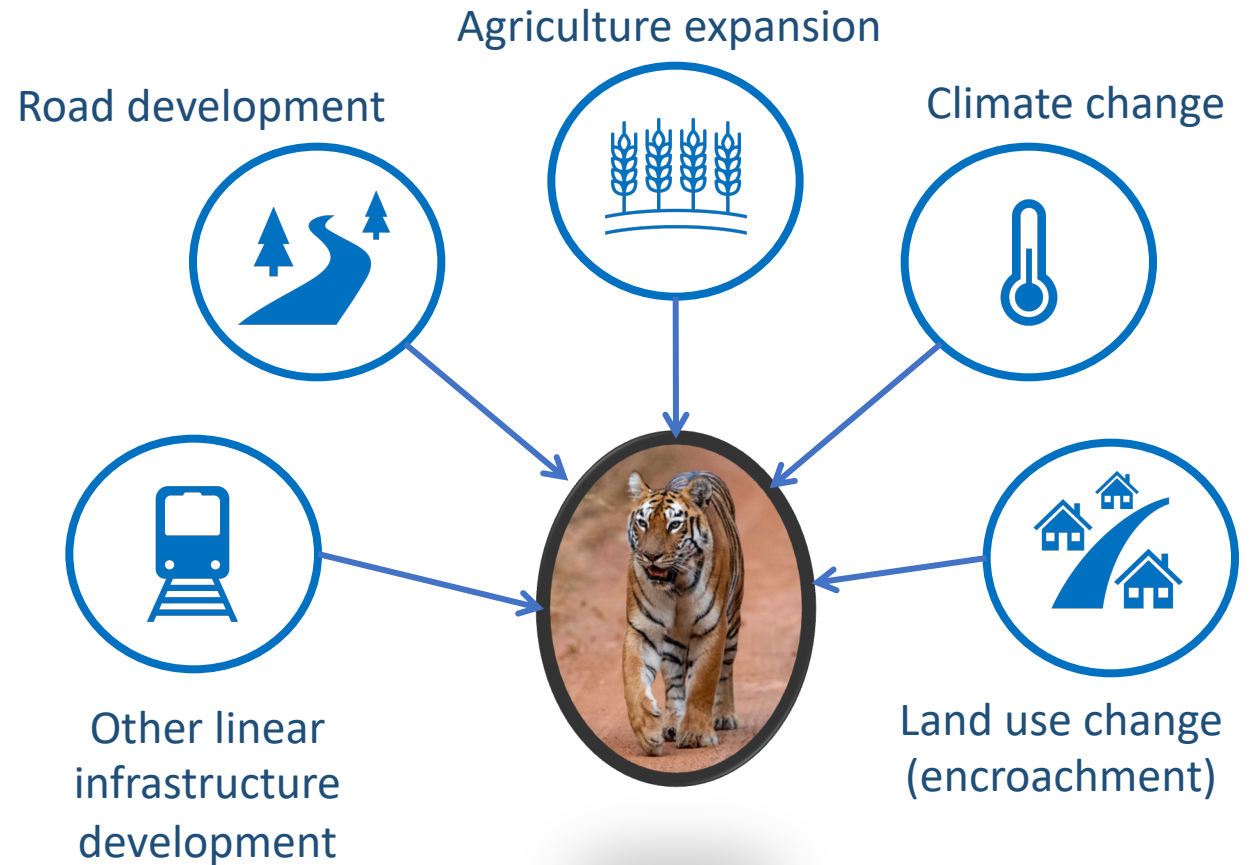 Agriculture expansion
Road development
Climate change
Other linear
infrastructure
development
Land use change
(encroachment)